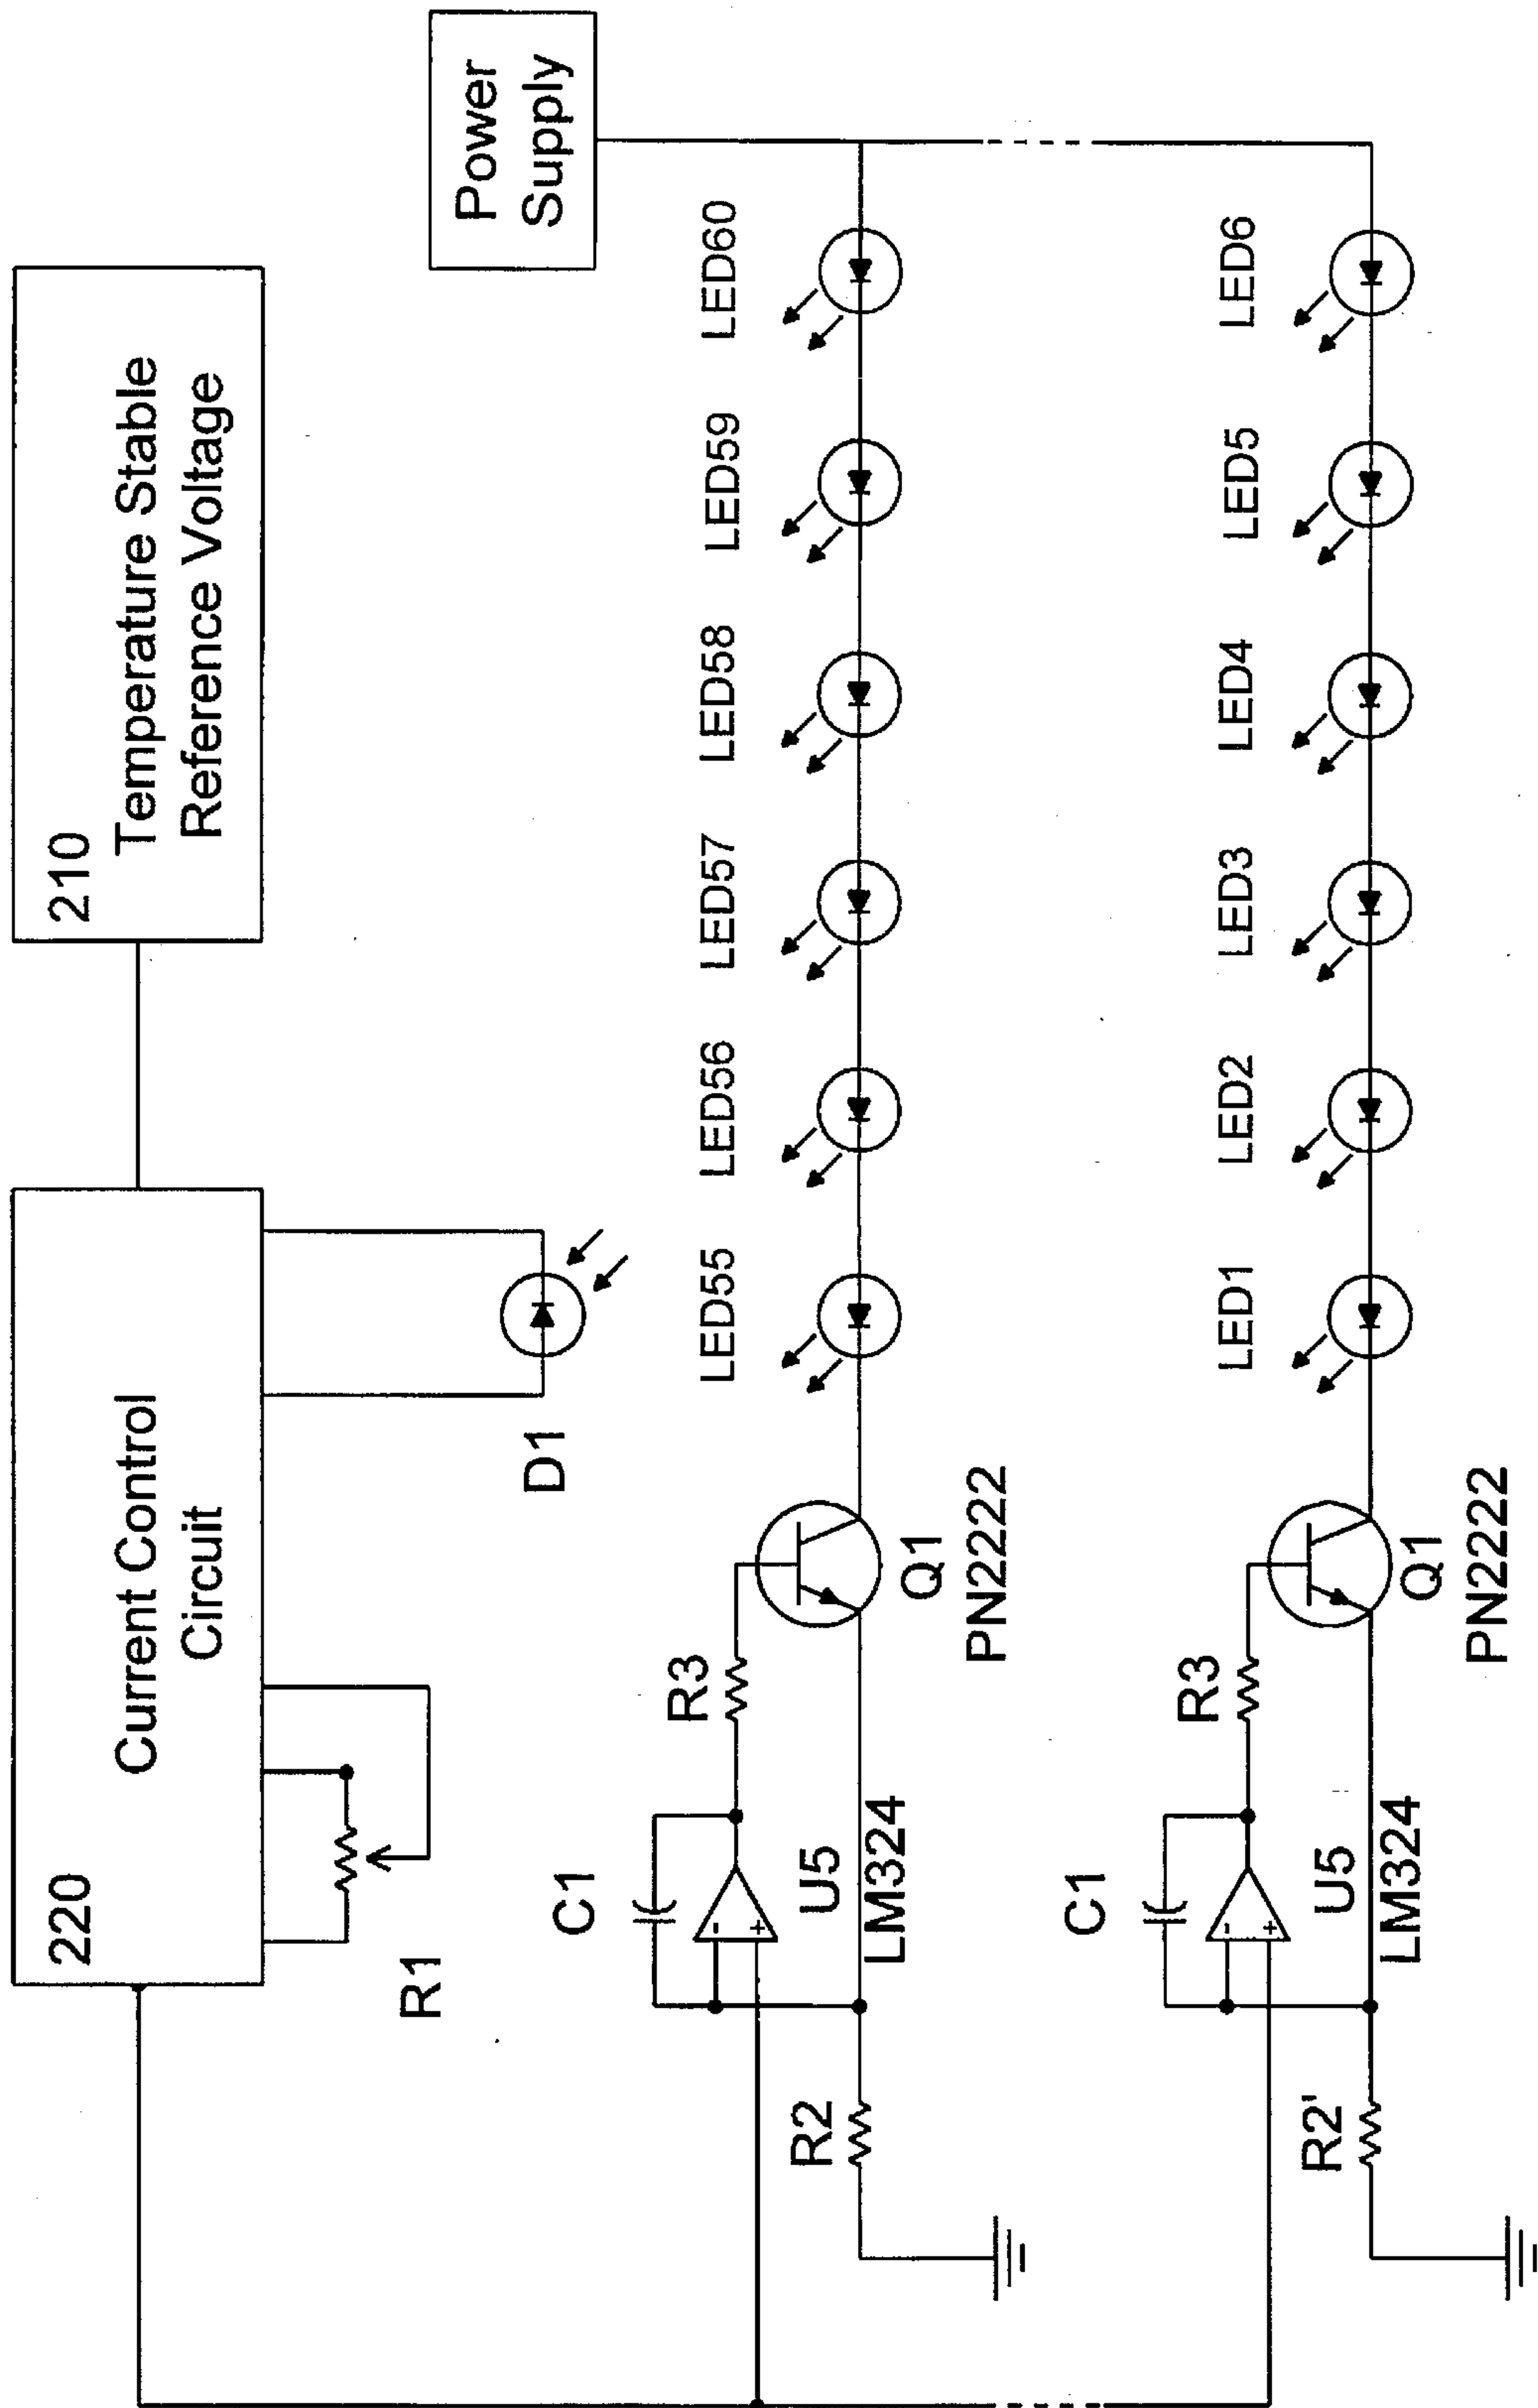 220
Current Control
Circuit
210
Temperature Stable
Reference Voltage
R1
D1
Power
Supply
C1
R3
LED55
LED56
LED57
LED58
LED59
LED60
U5
LM324
R2
Q1
PN2222
C1
R3
LED1
LED2
LED3
LED4
LED5
LED6
U5
LM324
R2'
Q1
PN2222
-
+
-
+